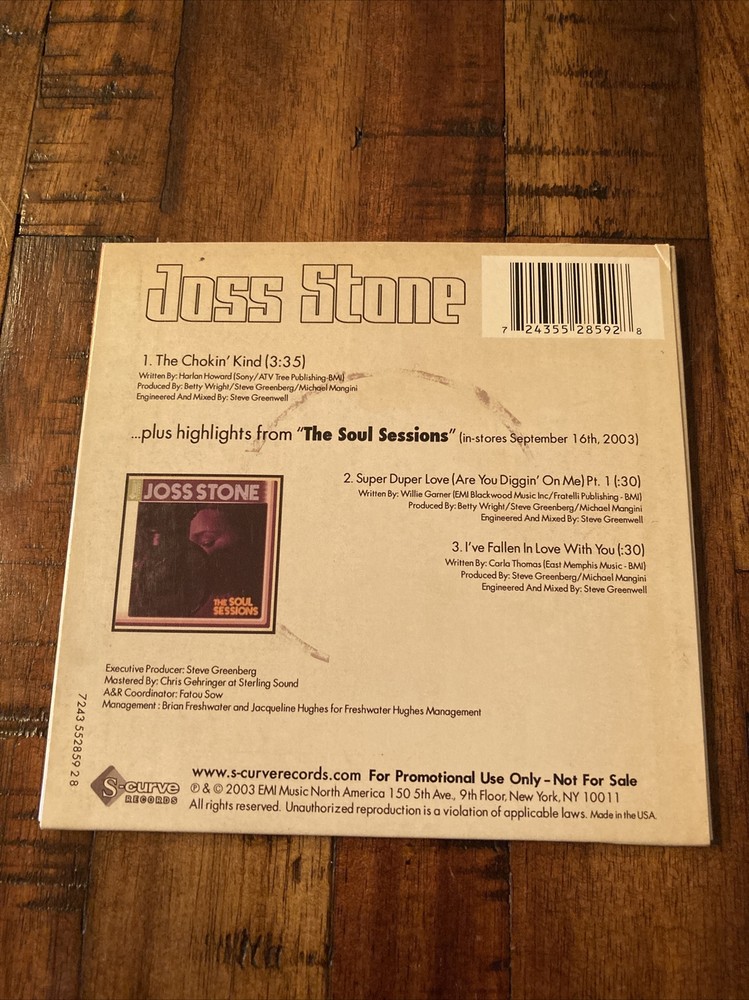 Joss Stone
7 24355 28592 8
1. The Chokin' Kind (3:35)
Written By: Harlan Howard (Sony/ATV Tree Publishing-BMI)
Produced By: Betty Wright/Steve Greenberg/Michael Mangini
Engineered And Mixed By: Steve Greenwell
...plus highlights from "The Soul Sessions" (in-stores September 16th, 2003)
JOSS STONE
THE SOUL
SESSIONS
2. Super Duper Love (Are You Diggin' On Me) Pt. 1 (:30)
Written By: Willie Garner (EMI Blackwood Music Inc/Fratelli Publishing - BMI)
Produced By: Betty Wright/Steve Greenberg/Michael Mangini
Engineered And Mixed By: Steve Greenwell
3. I've Fallen In Love With You (:30)
Written By: Carla Thomas (East Memphis Music - BMI)
Produced By: Steve Greenberg/Michael Mangini
Engineered And Mixed By: Steve Greenwell
Executive Producer: Steve Greenberg
Mastered By: Chris Gehringer at Sterling Sound
A&R Coordinator: Fatou Sow
Management : Brian Freshwater and Jacqueline Hughes for Freshwater Hughes Management
7243 552859 2 8
S-curve
RECORDS
www.s-curverecords.com For Promotional Use Only – Not For Sale
℗ & © 2003 EMI Music North America 150 5th Ave., 9th Floor, New York, NY 10011
All rights reserved. Unauthorized reproduction is a violation of applicable laws. Made in the USA.